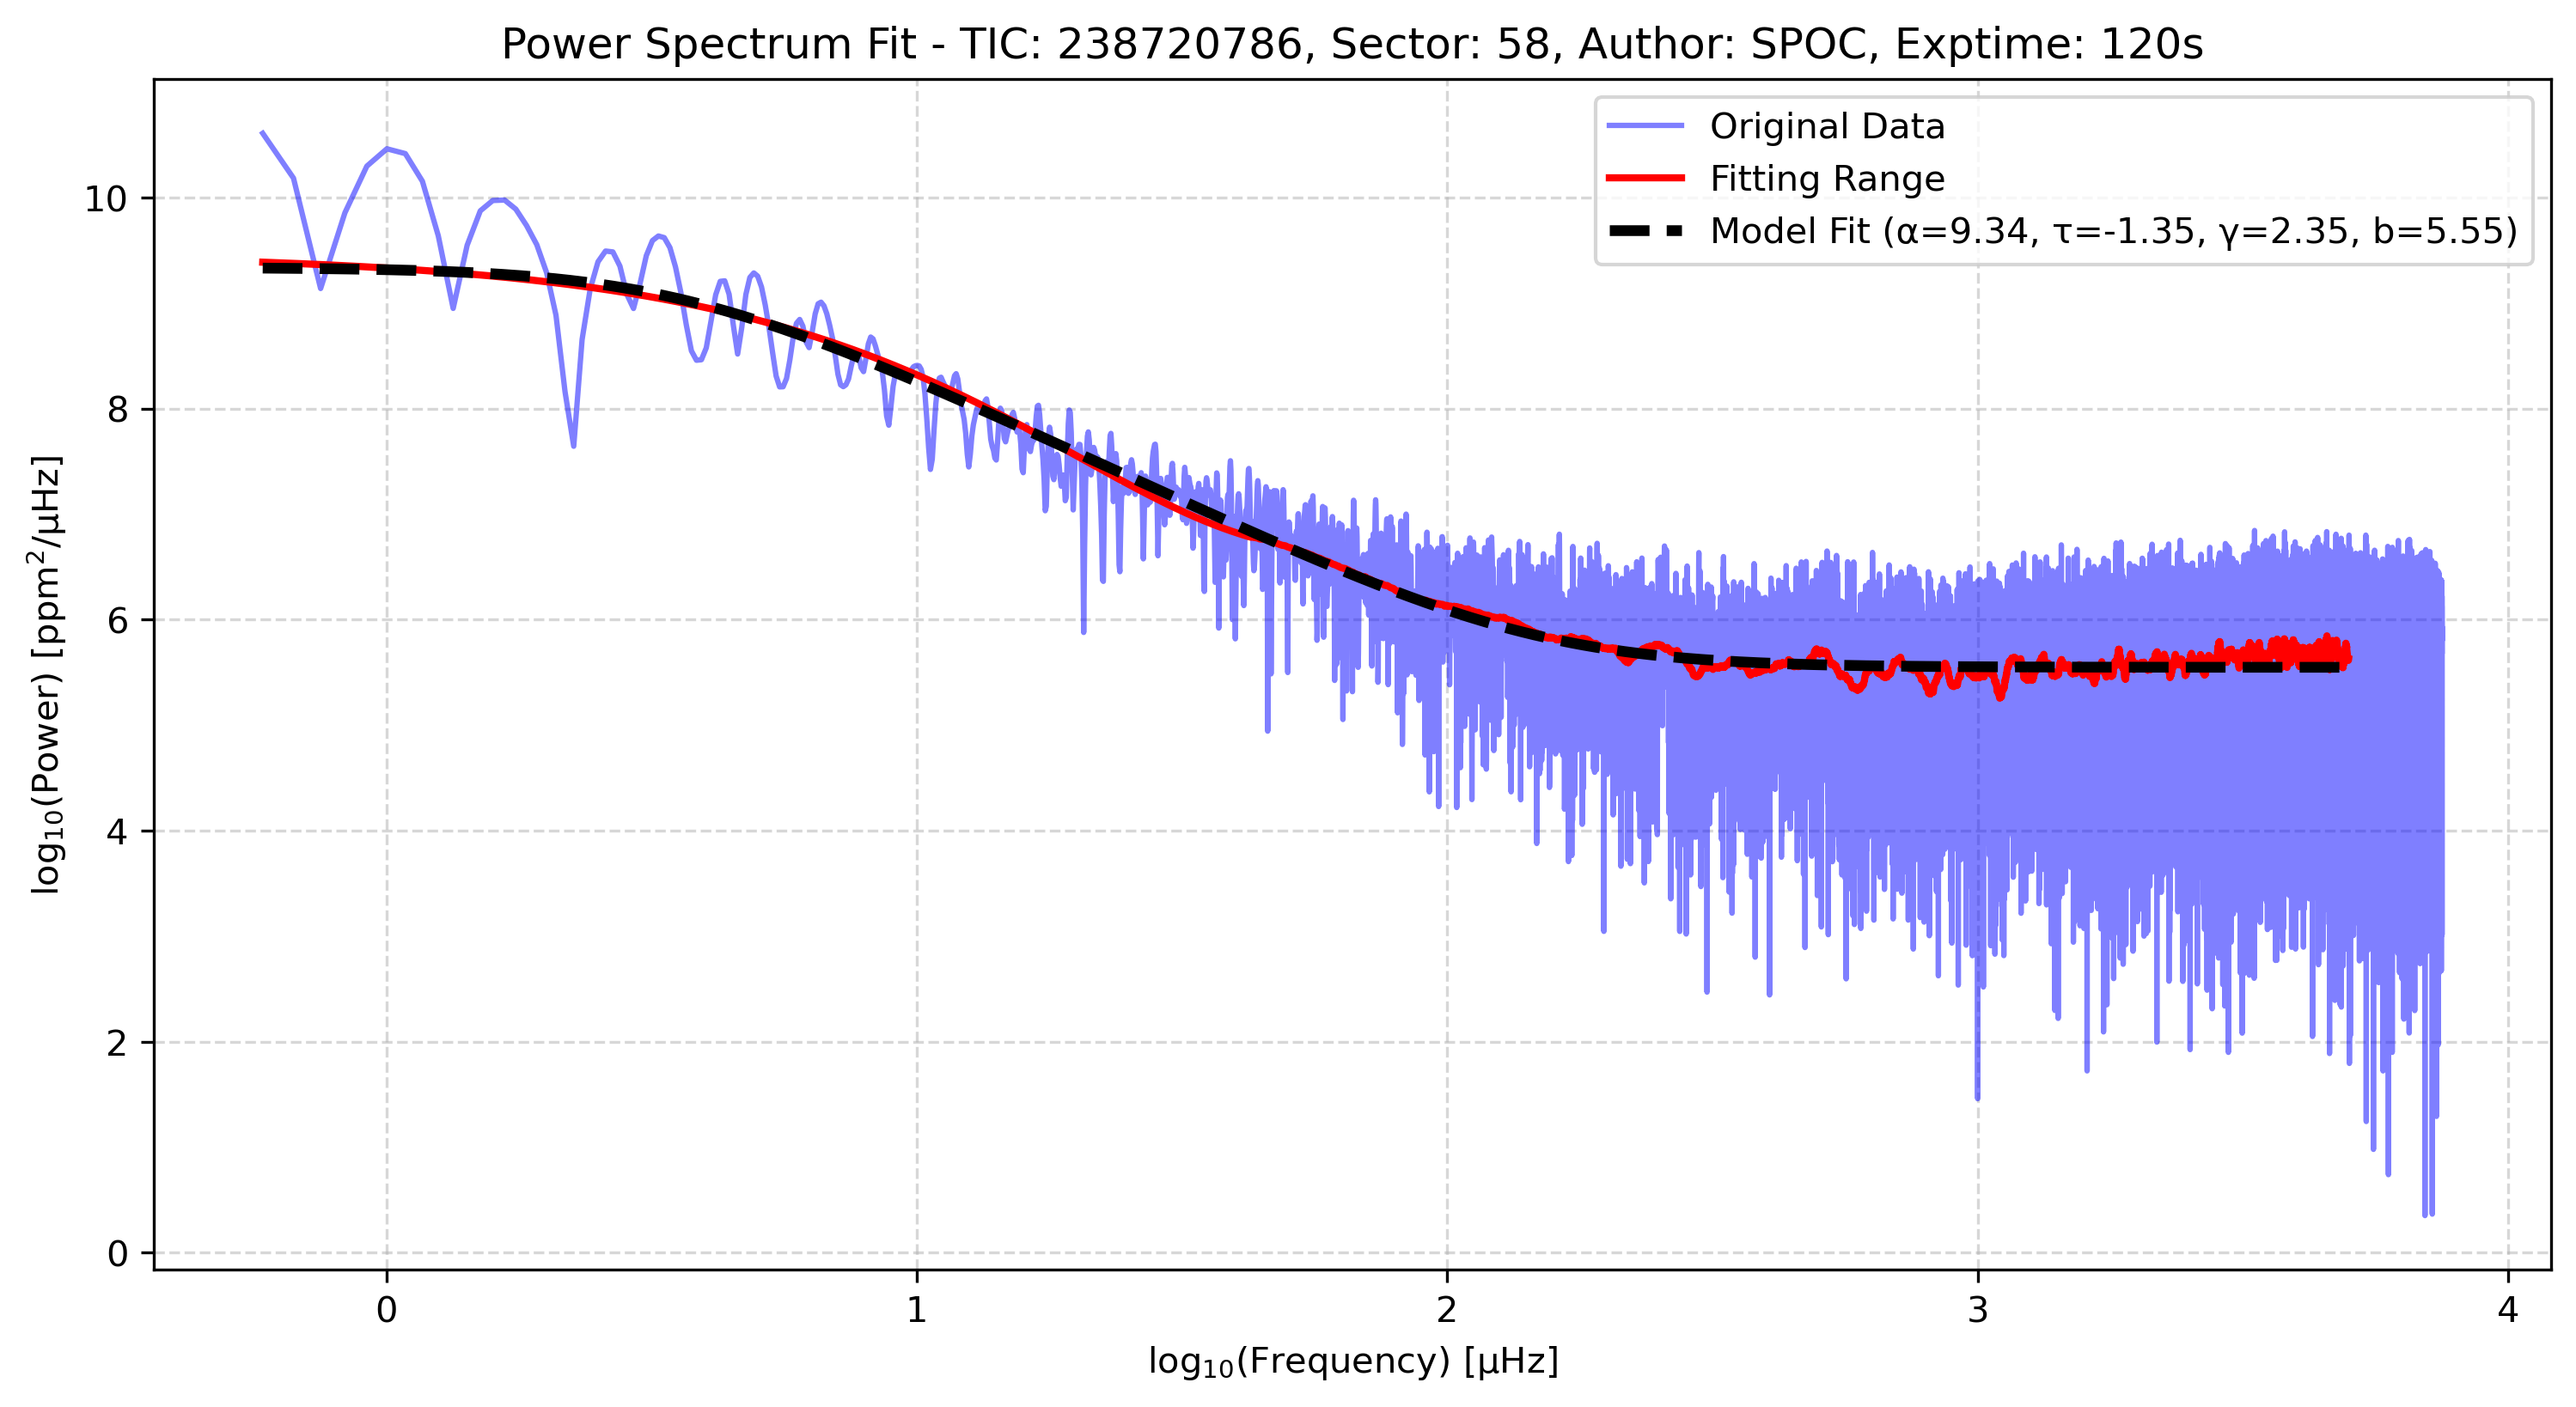 Power Spectrum Fit - TIC: 238720786, Sector: 58, Author: SPOC, Exptime: 120s
Original Data
Fitting Range
Model Fit (α=9.34, τ=-1.35, γ=2.35, b=5.55)
log₁₀(Power) [ppm²/μHz]
10
8
6
4
2
0
0 1 2 3 4
log₁₀(Frequency) [μHz]